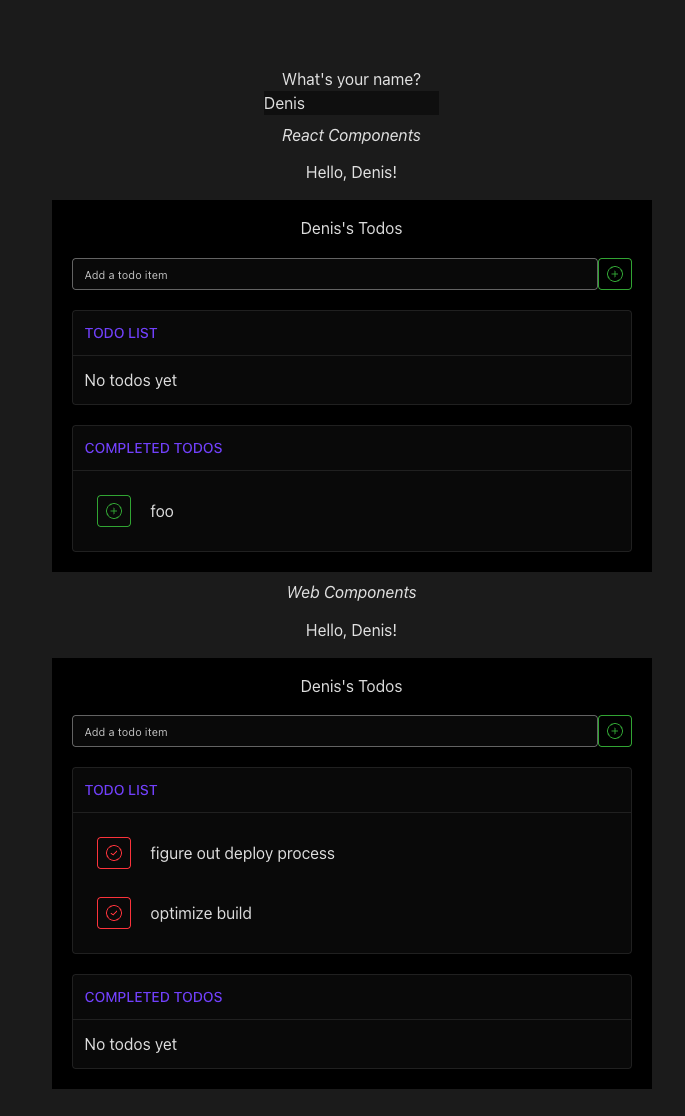 What's your name?
Denis
React Components
Hello, Denis!
Denis's Todos
Add a todo item
TODO LIST
No todos yet
COMPLETED TODOS
foo
Web Components
Hello, Denis!
Denis's Todos
Add a todo item
TODO LIST
figure out deploy process
optimize build
COMPLETED TODOS
No todos yet